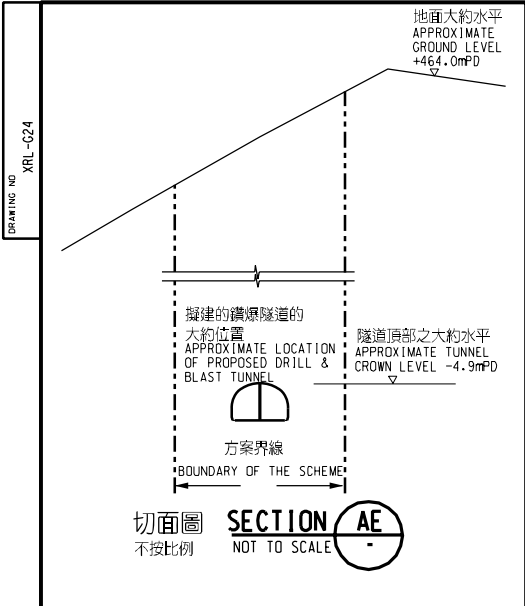 地面大約水平
APPROXIMATE
GROUND LEVEL
+464.0mPD
DRAWING NO
XRL-G24
擬建的鑽爆隧道的
大約位置
APPROXIMATE LOCATION
OF PROPOSED DRILL &
BLAST TUNNEL
隧道頂部之大約水平
APPROXIMATE TUNNEL
CROWN LEVEL -4.9mPD
方案界線
BOUNDARY OF THE SCHEME
切面圖 SECTION AE
不按比例 NOT TO SCALE -